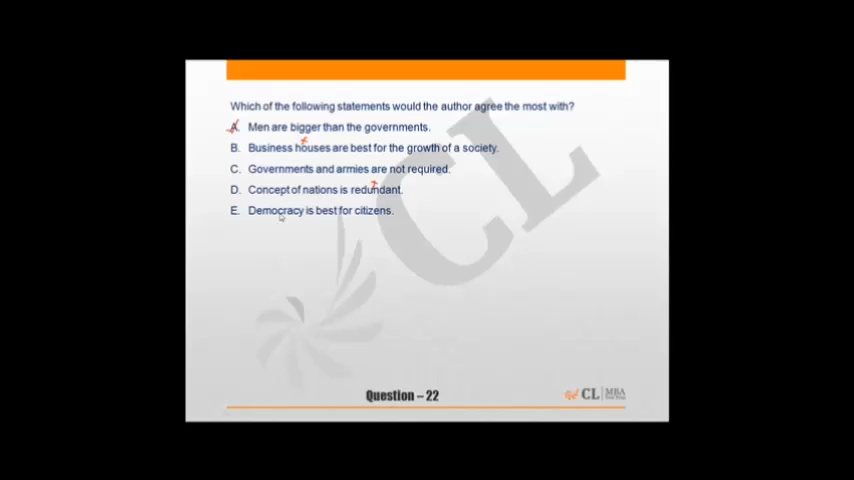 Which of the following statements would the author agree the most with?
A. Men are bigger than the governments.
B. Business houses are best for the growth of a society.
C. Governments and armies are not required.
D. Concept of nations is redundant.
E. Democracy is best for citizens.
CL
Question – 22
CL MBA